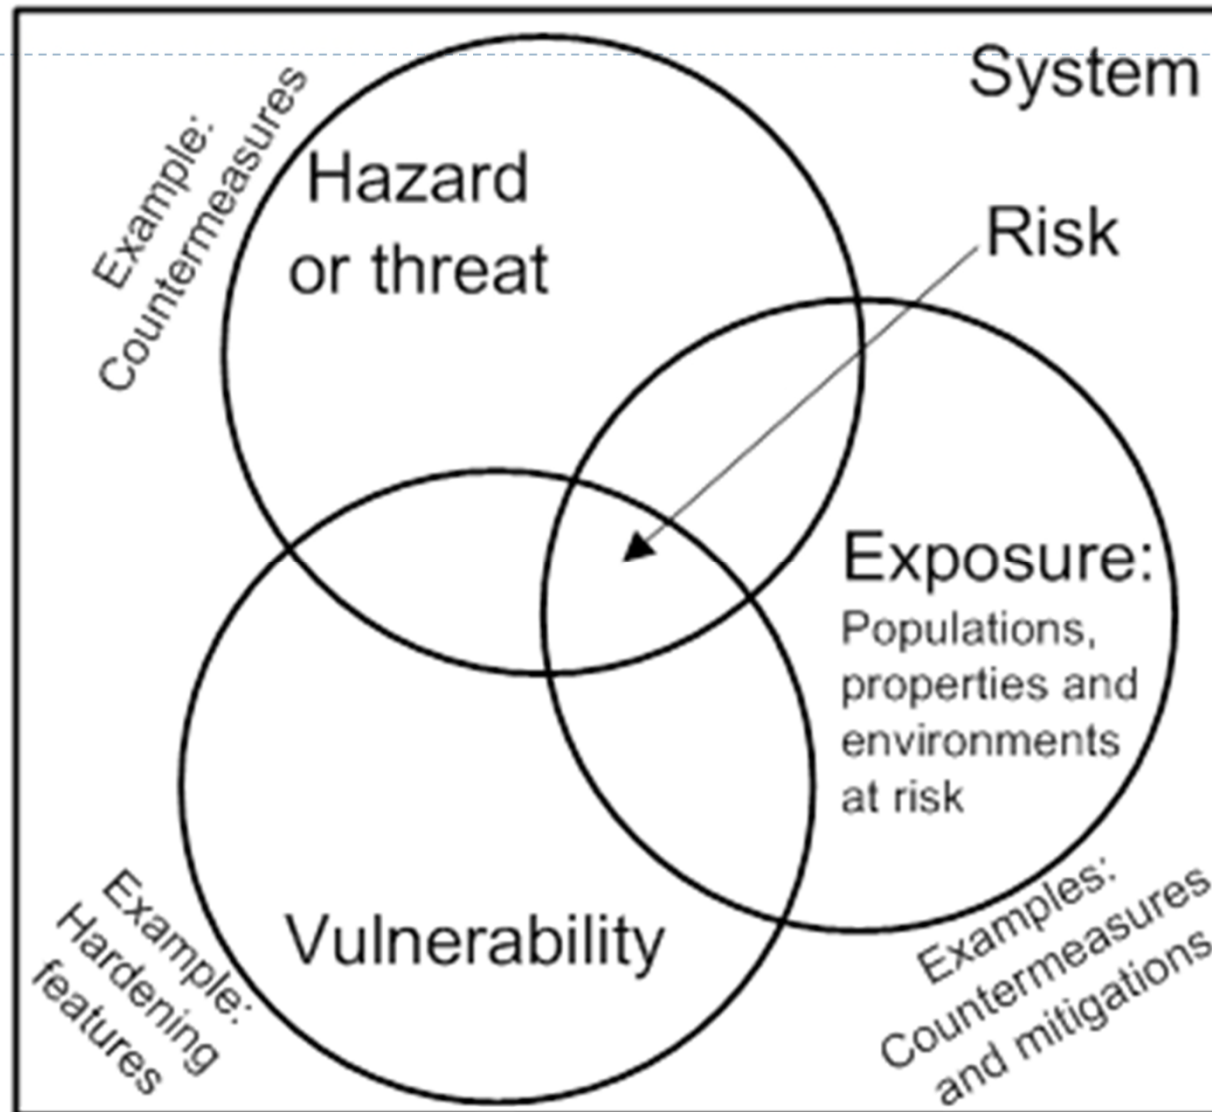 System
Example:
Countermeasures
Hazard
or threat
Risk
Exposure:
Populations,
properties and
environments
at risk
Vulnerability
Example:
Hardening
features
Examples:
Countermeasures
and mitigations